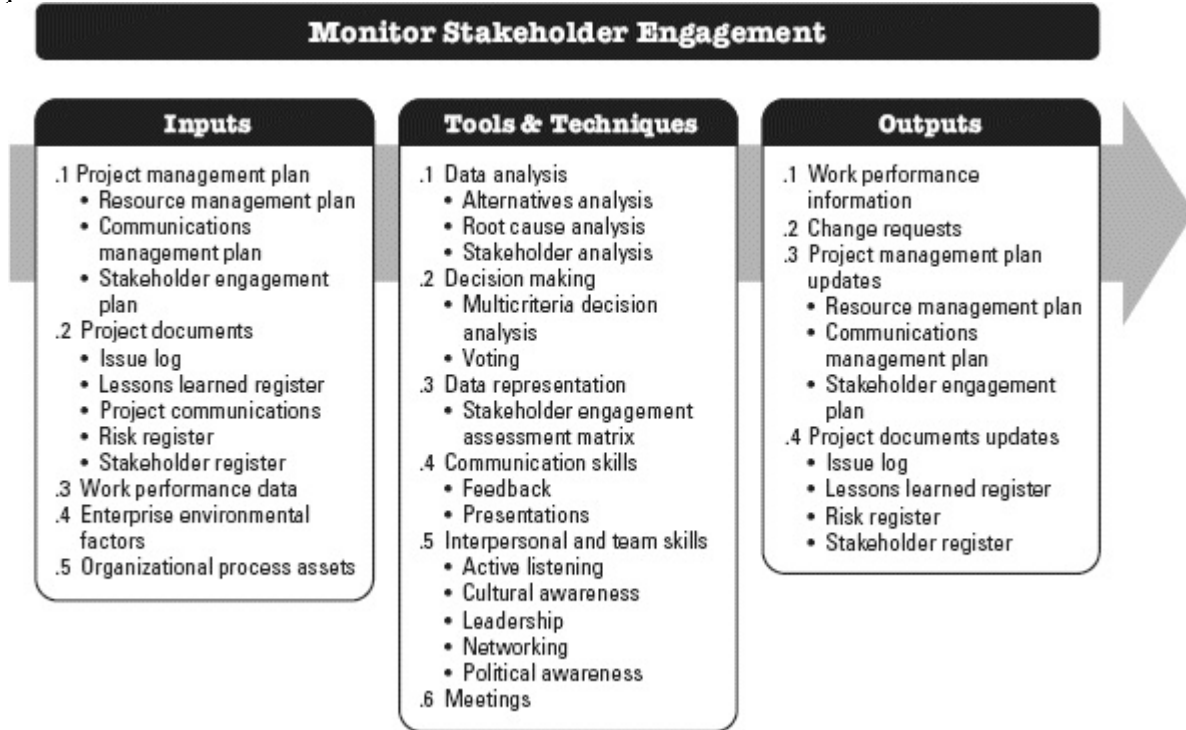 Monitor Stakeholder Engagement
Inputs
.1 Project management plan
• Resource management plan
• Communications
management plan
• Stakeholder engagement
plan
.2 Project documents
• Issue log
• Lessons learned register
• Project communications
• Risk register
• Stakeholder register
.3 Work performance data
.4 Enterprise environmental
factors
.5 Organizational process assets
Tools & Techniques
.1 Data analysis
• Alternatives analysis
• Root cause analysis
• Stakeholder analysis
.2 Decision making
• Multicriteria decision
analysis
• Voting
.3 Data representation
• Stakeholder engagement
assessment matrix
.4 Communication skills
• Feedback
• Presentations
.5 Interpersonal and team skills
• Active listening
• Cultural awareness
• Leadership
• Networking
• Political awareness
.6 Meetings
Outputs
.1 Work performance
information
.2 Change requests
.3 Project management plan
updates
• Resource management plan
• Communications
management plan
• Stakeholder engagement
plan
.4 Project documents updates
• Issue log
• Lessons learned register
• Risk register
• Stakeholder register